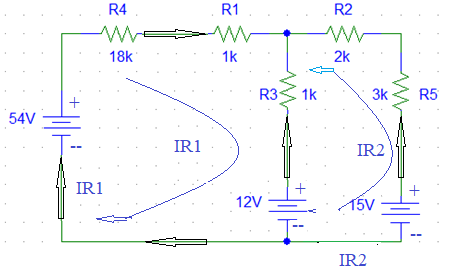 R4 R1 R2
18k 1k 2k
R3 1k 3k R5
54V + --
IR1 IR2
IR1
12V + --
15V + --
IR2